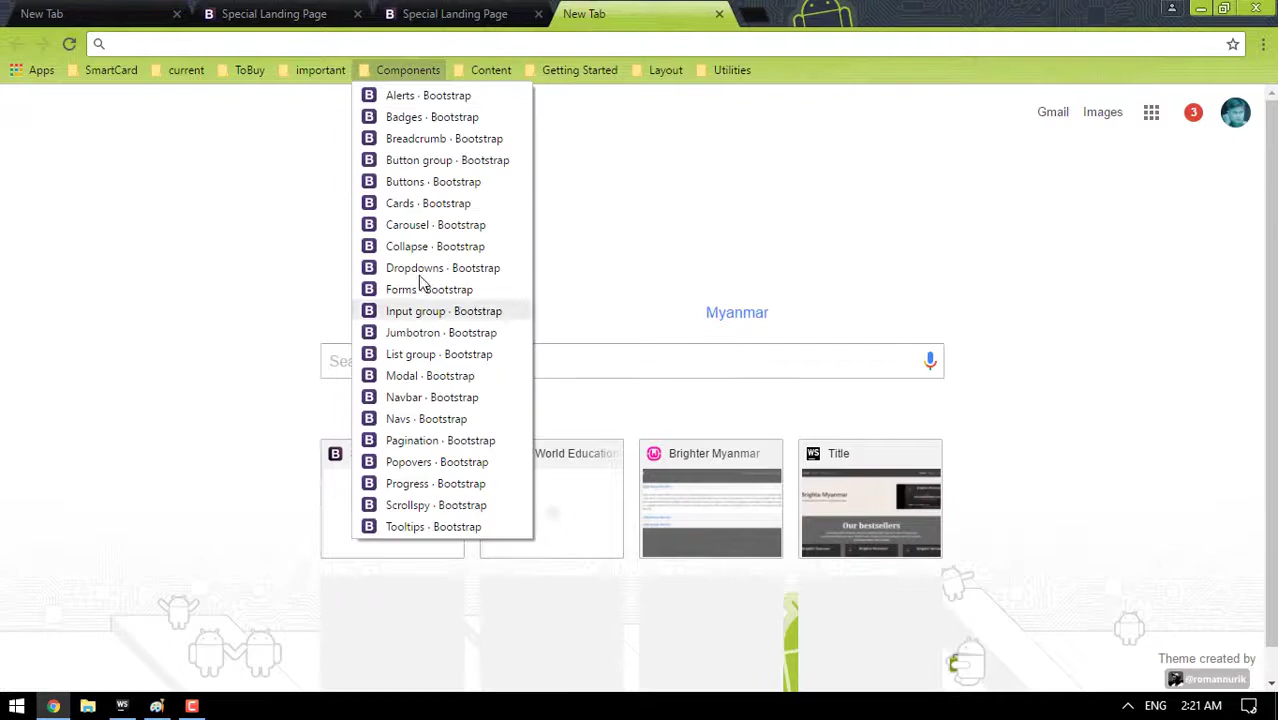 New Tab
Special Landing Page
Special Landing Page
New Tab
Apps
SmartCard
current
ToBuy
important
Components
Content
Getting Started
Layout
Utilities
Alerts · Bootstrap
Badges · Bootstrap
Breadcrumb · Bootstrap
Button group · Bootstrap
Buttons · Bootstrap
Cards · Bootstrap
Carousel · Bootstrap
Collapse · Bootstrap
Dropdowns · Bootstrap
Forms · Bootstrap
Input group · Bootstrap
Jumbotron · Bootstrap
List group · Bootstrap
Modal · Bootstrap
Navbar · Bootstrap
Navs · Bootstrap
Pagination · Bootstrap
Popovers · Bootstrap
Progress · Bootstrap
Scrollspy · Bootstrap
Tooltips · Bootstrap
Gmail
Images
3
Myanmar
World Education
Brighter Myanmar
WS
Title
Brighta Myanmar
Our bestsellers
Theme created by
@romannurik
WS
ENG
2:21 AM